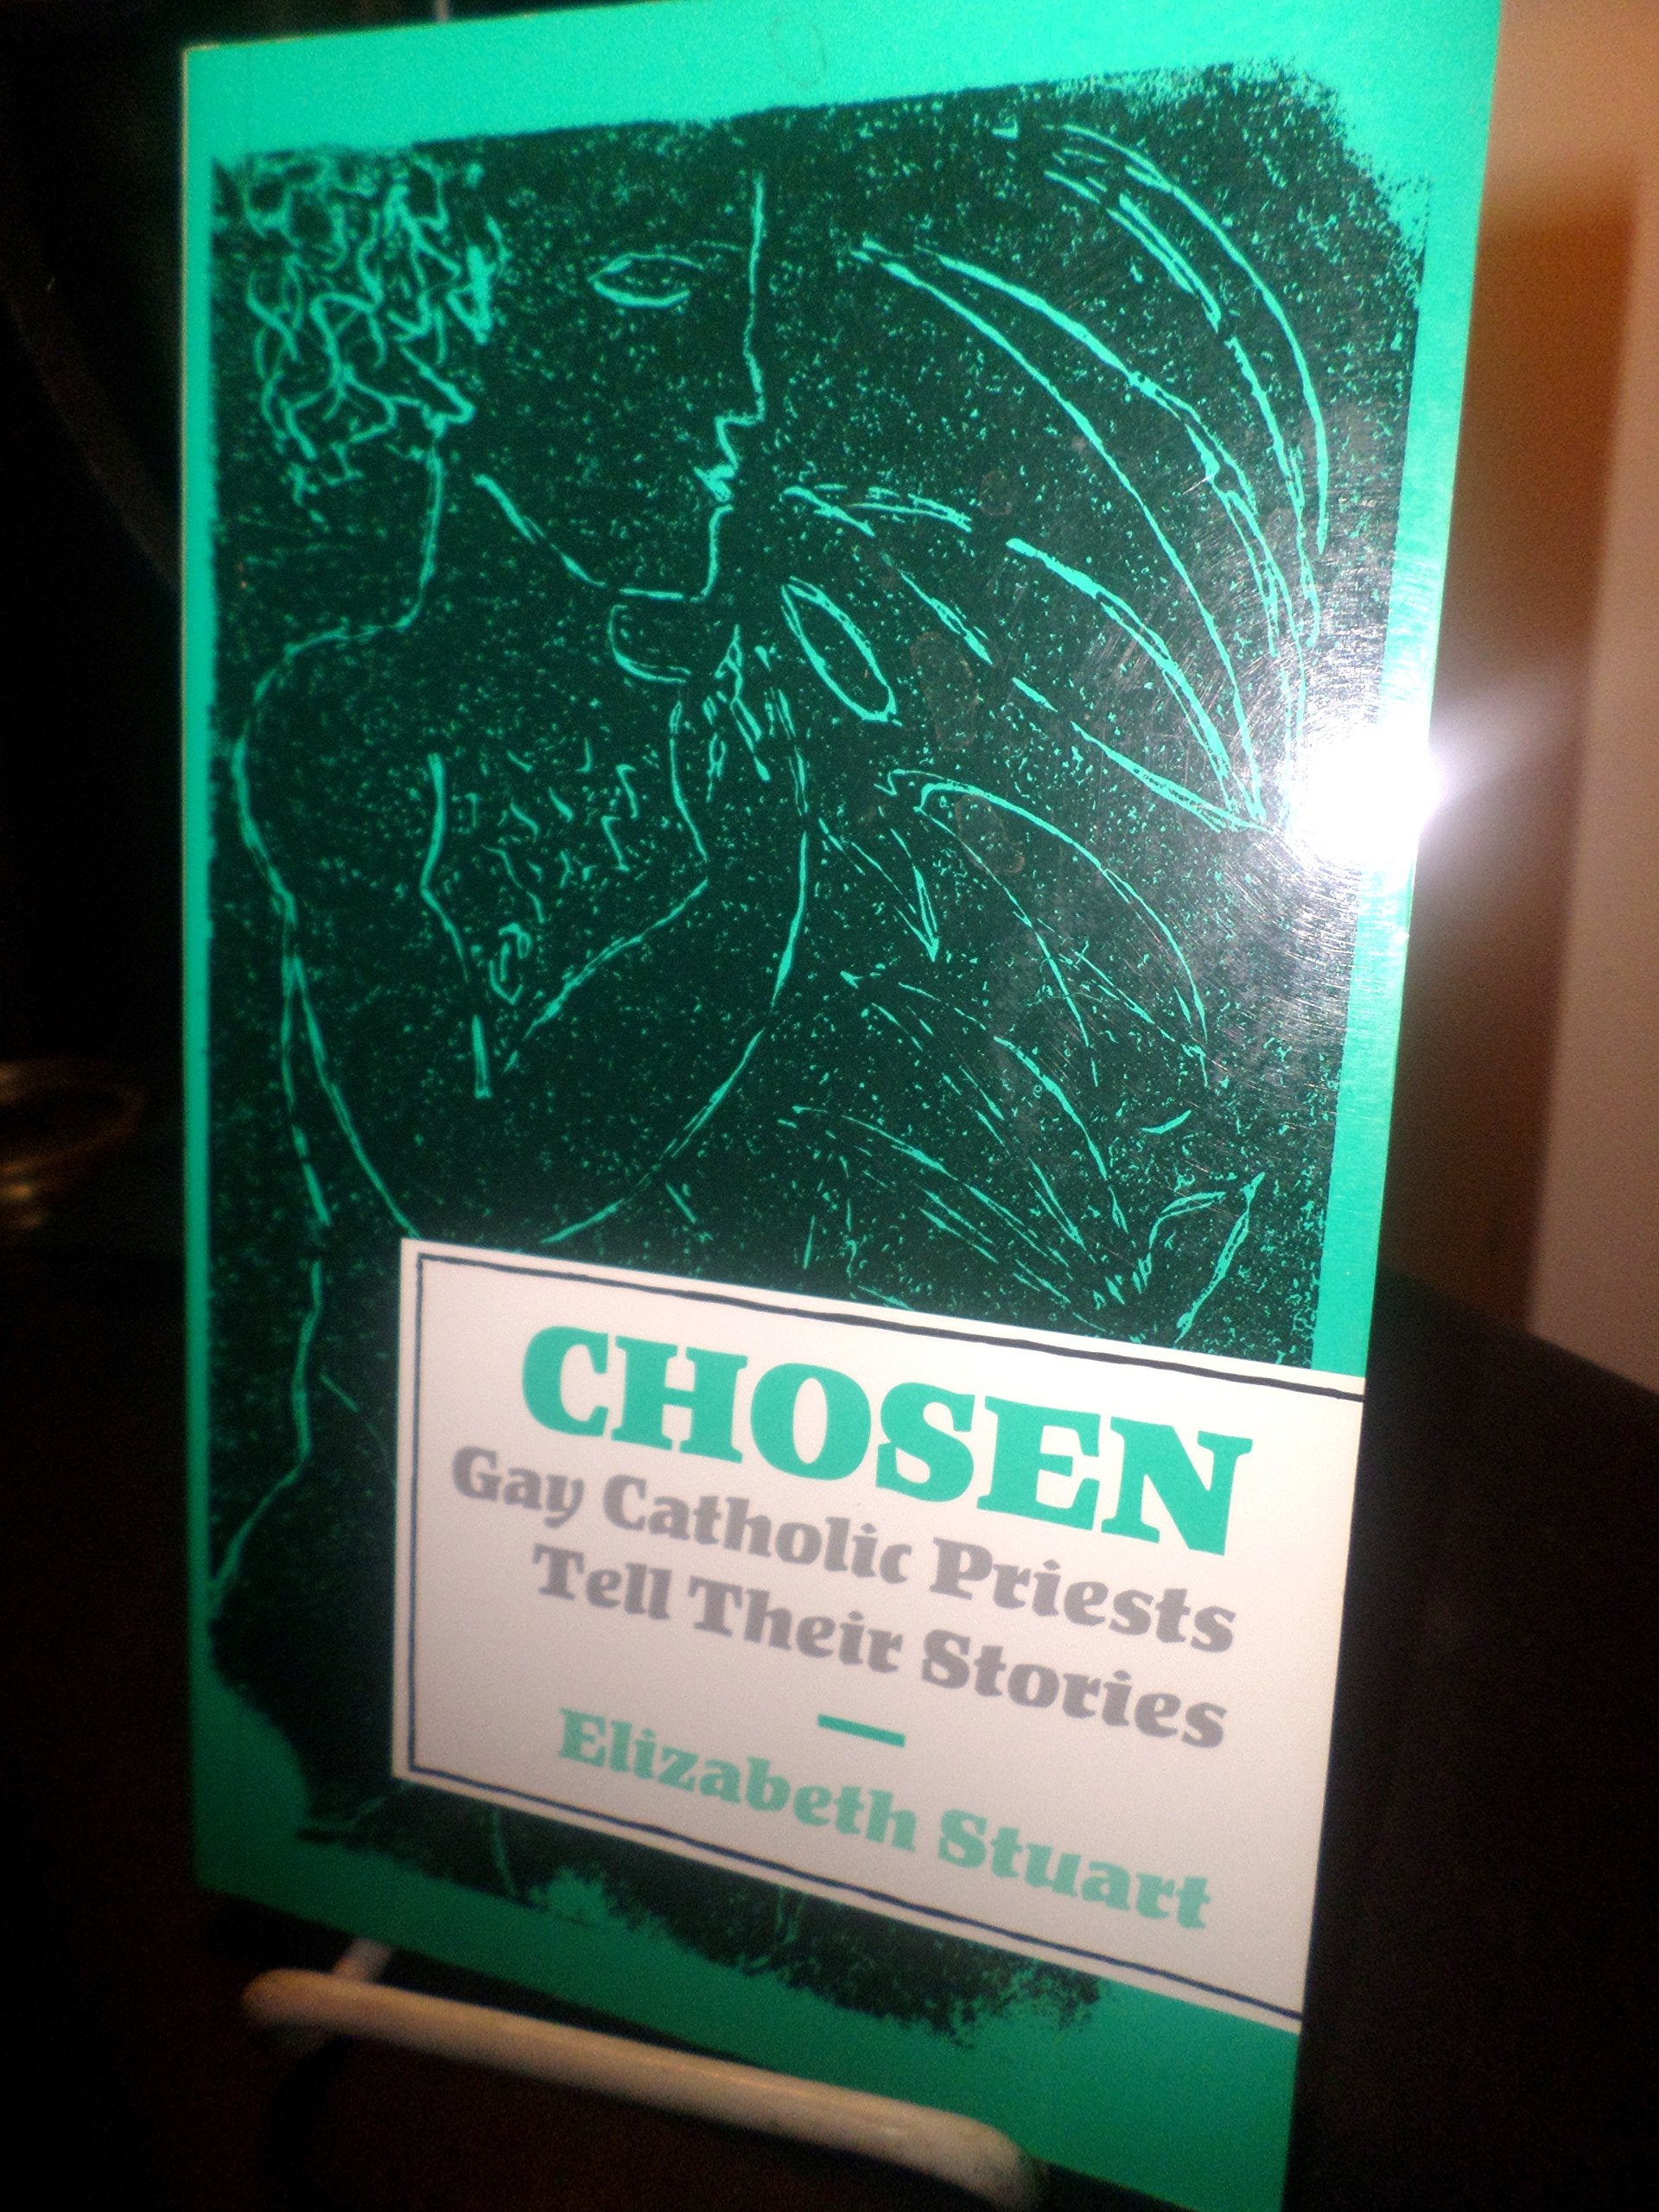 CHOSEN
Gay Catholic Priests
Tell Their Stories
Elizabeth Stuart